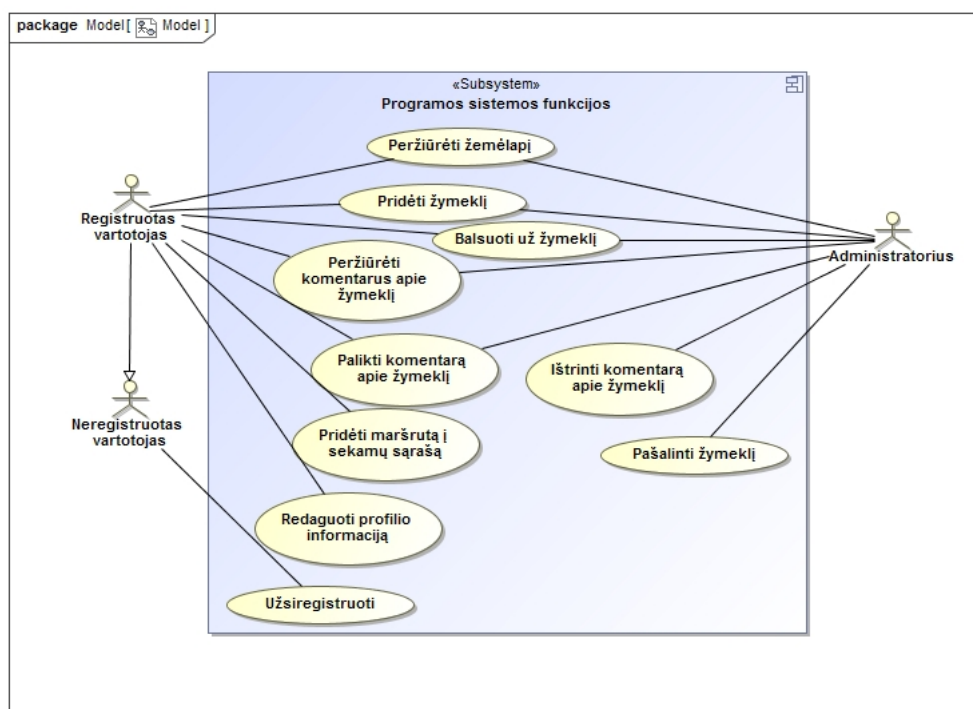 package Model[ Model ]
«Subsystem»
Programos sistemos funkcijos
Peržiūrėti žemėlapį
Pridėti žymeklį
Registruotas
vartotojas
Balsuoti už žymeklį
Administratorius
Peržiūrėti
komentarus apie
žymeklį
Palikti komentarą
apie žymeklį
Ištrinti komentarą
apie žymeklį
Neregistruotas
vartotojas
Pridėti maršrutą į
sekamų sąrašą
Pašalinti žymeklį
Redaguoti profilio
informaciją
Užsiregistruoti